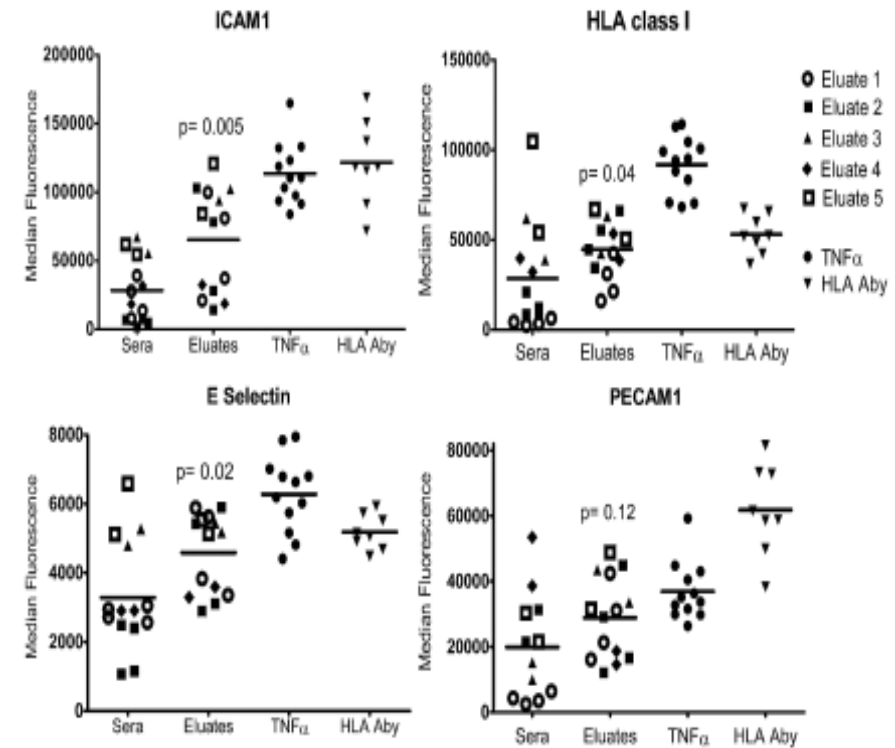 ICAM1
Median Fluorescence
200000
150000
100000
50000
0
p= 0.005
Sera Eluates TNFα HLA Aby
HLA class I
Median Fluorescence
150000
100000
50000
0
p= 0.04
Sera Eluates TNFα HLA Aby
Eluate 1
Eluate 2
Eluate 3
Eluate 4
Eluate 5
TNFα
HLA Aby
E Selectin
Median Fluorescence
8000
6000
4000
2000
0
p= 0.02
Sera Eluates TNFα HLA Aby
PECAM1
Median Fluorescence
80000
60000
40000
20000
0
p= 0.12
Sera Eluates TNFα HLA Aby